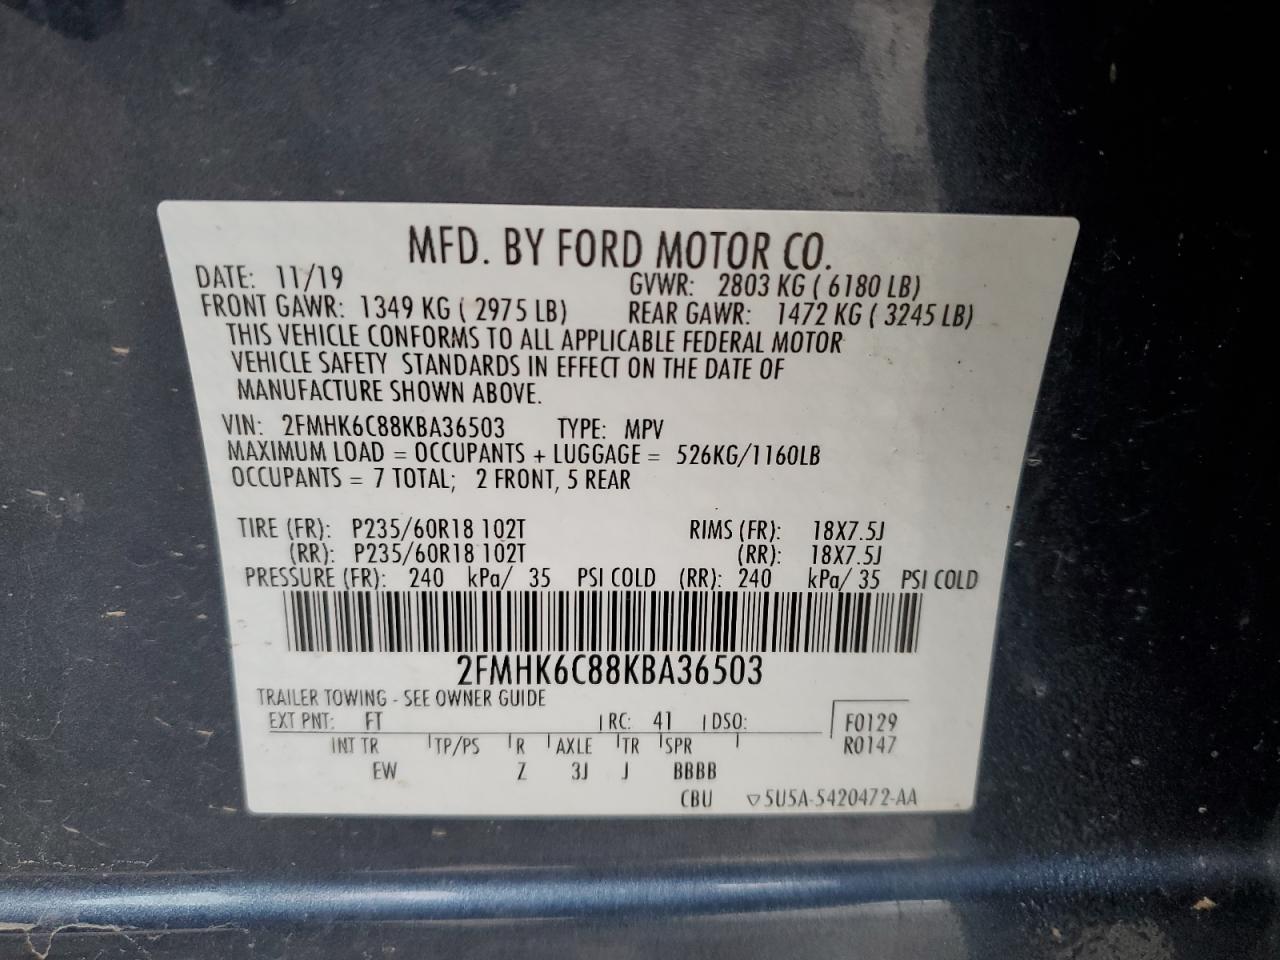 MFD. BY FORD MOTOR CO.
DATE: 11/19 GVWR: 2803 KG ( 6180 LB)
FRONT GAWR: 1349 KG ( 2975 LB) REAR GAWR: 1472 KG ( 3245 LB)
THIS VEHICLE CONFORMS TO ALL APPLICABLE FEDERAL MOTOR
VEHICLE SAFETY STANDARDS IN EFFECT ON THE DATE OF
MANUFACTURE SHOWN ABOVE.
VIN: 2FMHK6C88KBA36503 TYPE: MPV
MAXIMUM LOAD = OCCUPANTS + LUGGAGE = 526KG/1160LB
OCCUPANTS = 7 TOTAL; 2 FRONT, 5 REAR
TIRE (FR): P235/60R18 102T RIMS (FR): 18X7.5J
(RR): P235/60R18 102T (RR): 18X7.5J
PRESSURE (FR): 240 kPa/ 35 PSI COLD (RR): 240 kPa/ 35 PSI COLD
2FMHK6C88KBA36503
TRAILER TOWING - SEE OWNER GUIDE
EXT PNT: FT RC: 41 DSO: F0129
INT TR TP/PS R AXLE TR SPR R0147
EW Z 3J J BBBB
CBU ▽5U5A-5420472-AA